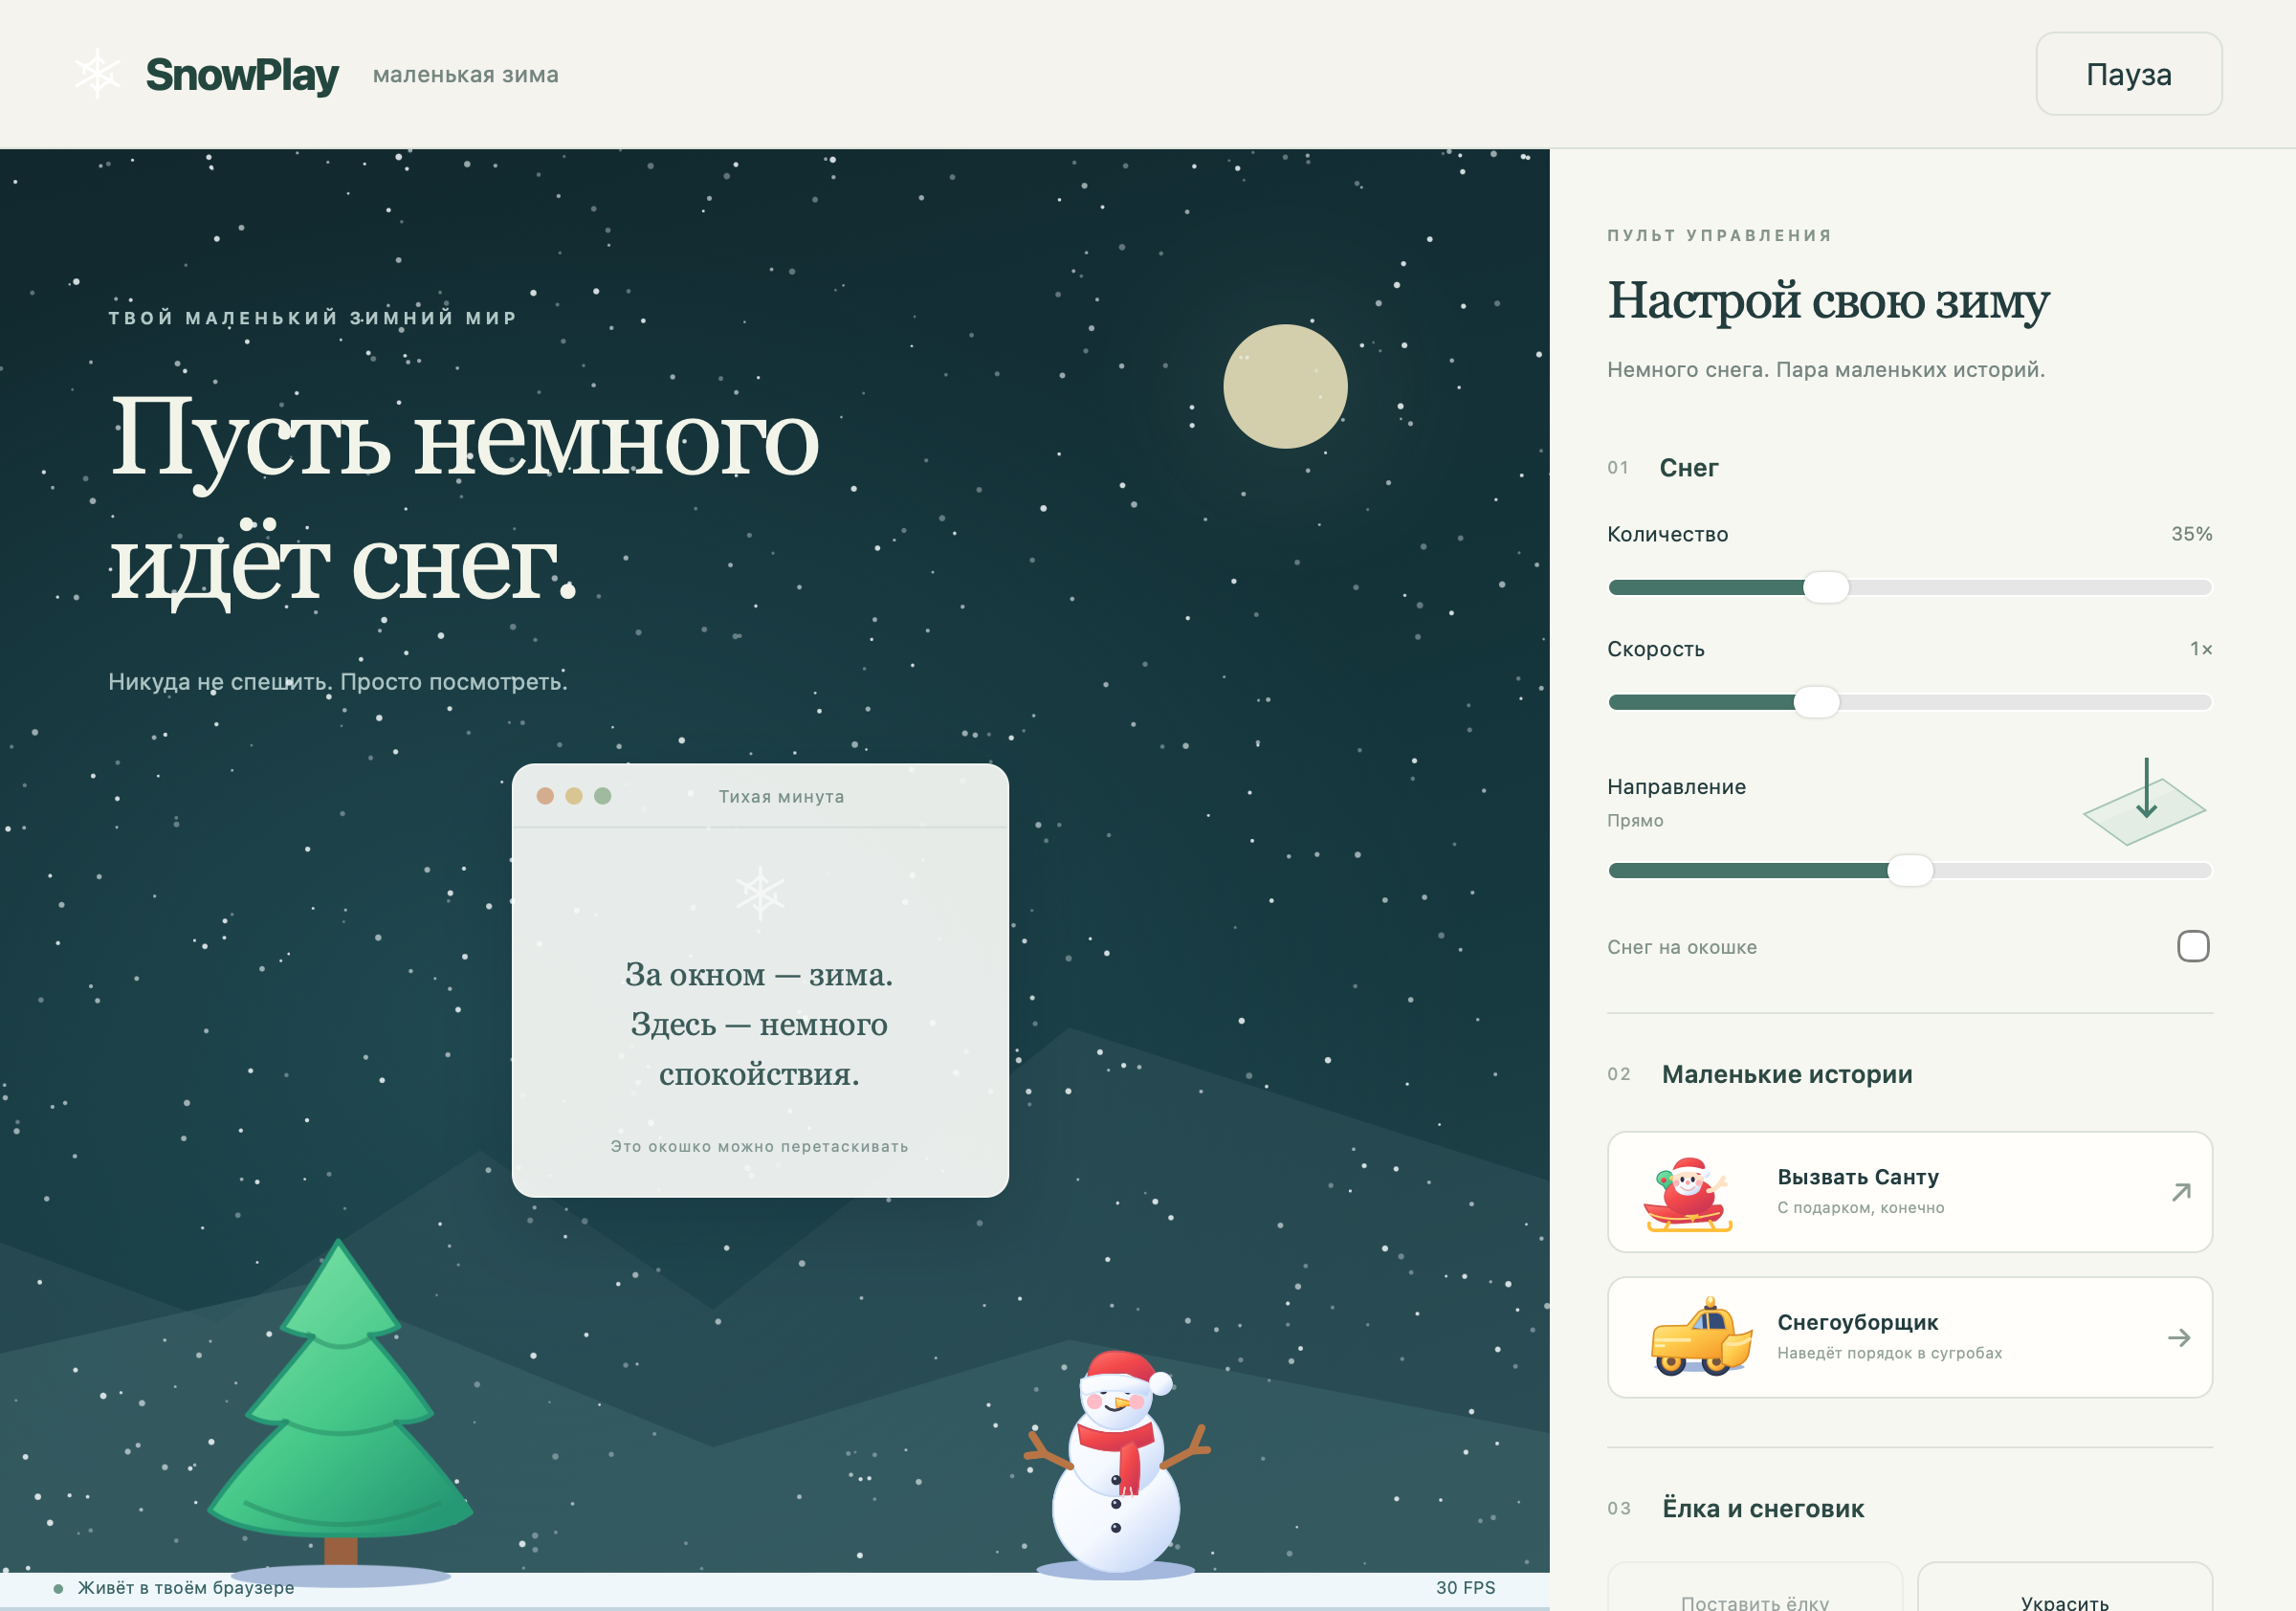 SnowPlay
маленькая зима
Пауза
ТВОЙ МАЛЕНЬКИЙ ЗИМНИЙ МИР
Пусть немного
идёт снег.
Никуда не спешить. Просто посмотреть.
Тихая минута
За окном — зима.
Здесь — немного
спокойствия.
Это окошко можно перетаскивать
Живёт в твоём браузере
30 FPS
ПУЛЬТ УПРАВЛЕНИЯ
Настрой свою зиму
Немного снега. Пара маленьких историй.
01 Снег
Количество 35%
Скорость 1×
Направление
Прямо
Снег на окошке
02 Маленькие истории
Вызвать Санту
С подарком, конечно
Снегоуборщик
Наведёт порядок в сугробах
03 Ёлка и снеговик
Поставить ёлку
Украсить